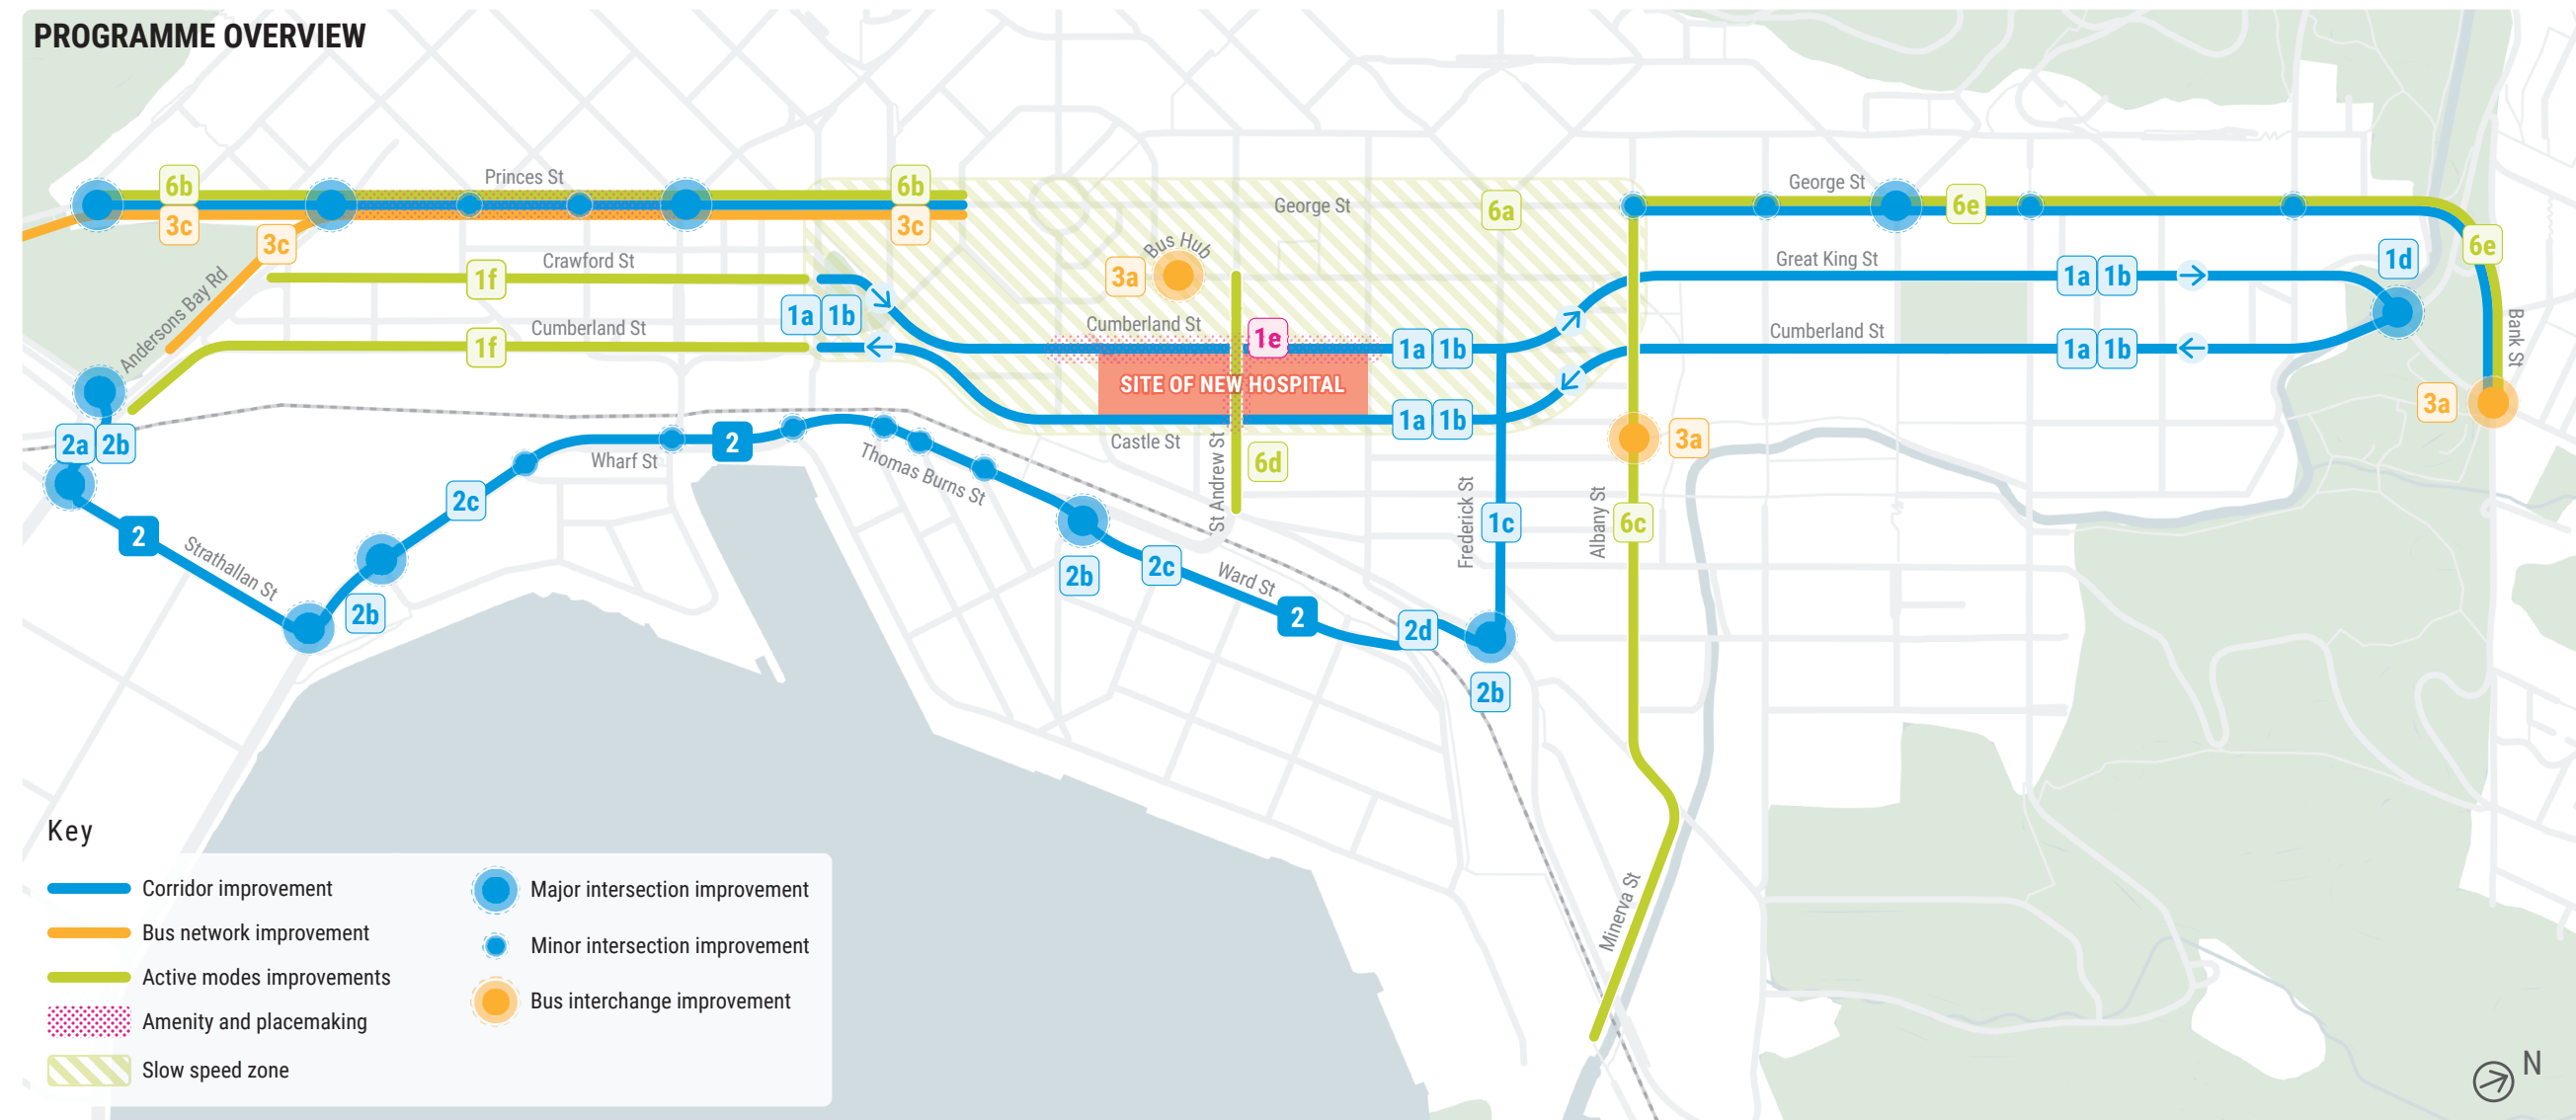 PROGRAMME OVERVIEW
6b
Princes St
6b
George St
6e
George St
6a
3c
3c
3c
Bus Hub
3a
6e
1d
Crawford St
1f
Great King St
1a 1b
Andersons Bay Rd
1a 1b
Cumberland St
1f
Cumberland St
1e
1a 1b
Cumberland St
1a 1b
Bank St
SITE OF NEW HOSPITAL
3a
1a 1b
Castle St
2a 2b
2
Wharf St
Thomas Burns St
St Andrew St
6d
3a
2c
Frederick St
1c
Albany St
6c
2
Strathallan St
2b
2b
2c
Ward St
2
2d
2b
Minerva St
Key
Corridor improvement
Bus network improvement
Active modes improvements
Amenity and placemaking
Slow speed zone
Major intersection improvement
Minor intersection improvement
Bus interchange improvement
N